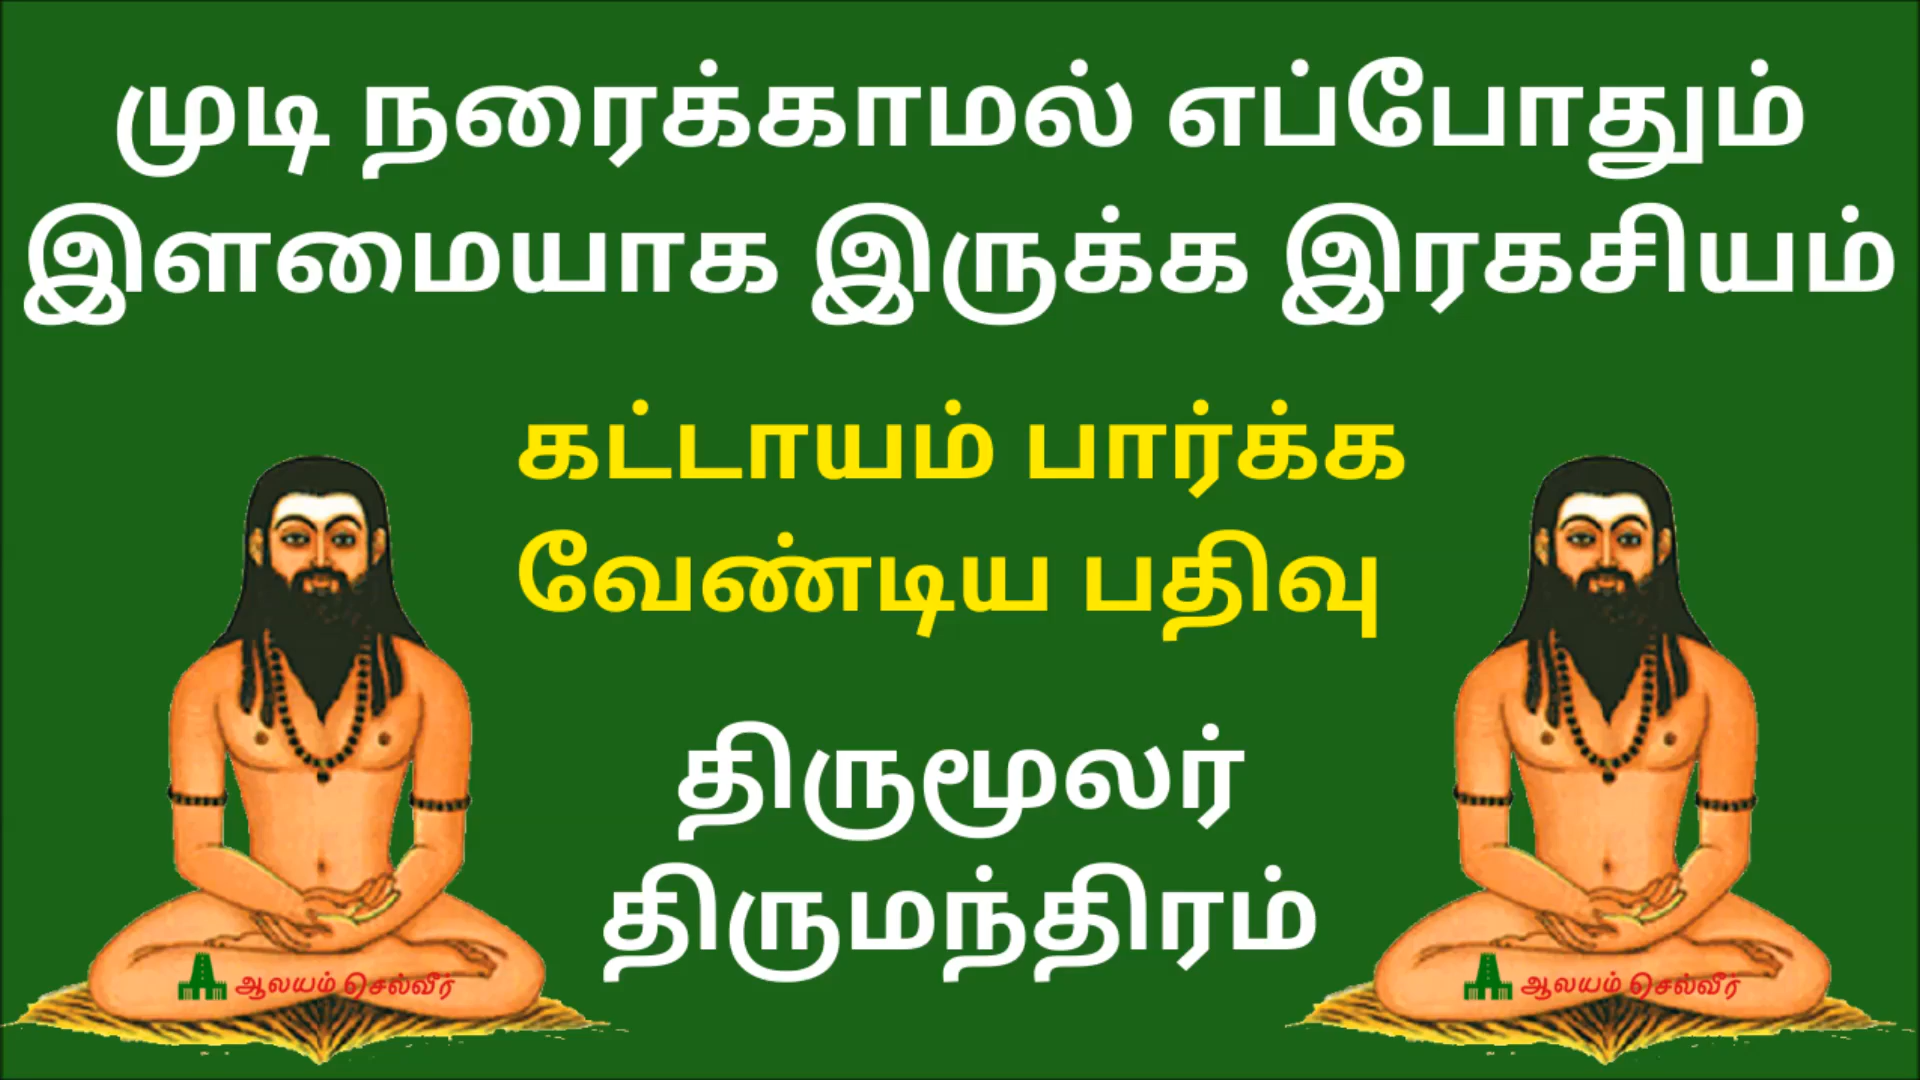 முடி நரைக்காமல் எப்போதும்
இளமையாக இருக்க இரகசியம்
கட்டாயம் பார்க்க
வேண்டிய பதிவு
திருமூலர்
திருமந்திரம்
ஆலயம் செல்வீர்
ஆலயம் செல்வீர்